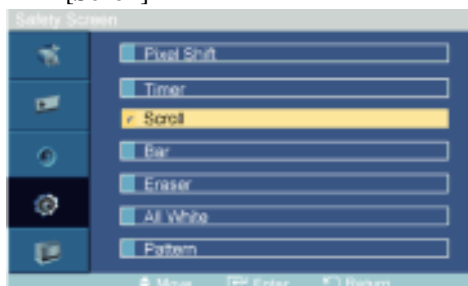 Safety Screen
Pixel Shift
Timer
Scroll
Bar
Eraser
All White
Pattern
Move Enter Return